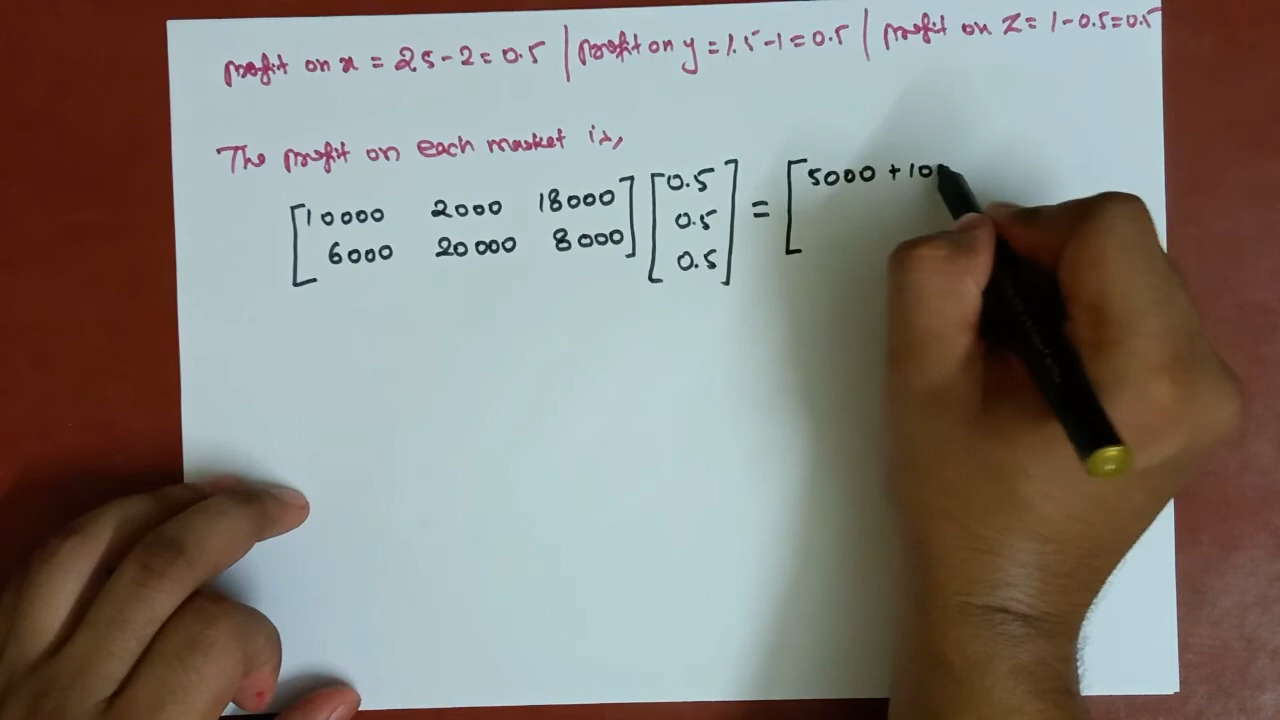 profit on x = 25-2=0.5 | profit on y = 1.5-1=0.5 | profit on z = 1-0.5=0.5
The profit on each market is,
[10000 2000 18000] [0.5] = [5000 + 10
[6000 20000 8000] [0.5]
[0.5]